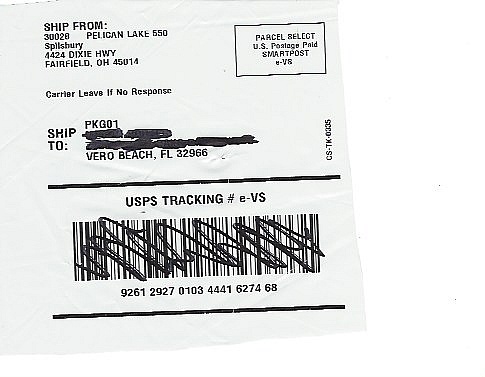 SHIP FROM:
30028 PELICAN LAKE 550
Spilsbury
4424 DIXIE HWY
FAIRFIELD, OH 45014
PARCEL SELECT
U.S. Postage Paid
SMARTPOST
e-VS
Carrier Leave If No Response
SHIP TO:
PKG01
VERO BEACH, FL 32966
CS-TK-0335
USPS TRACKING # e-VS
9261 2927 0103 4441 6274 68